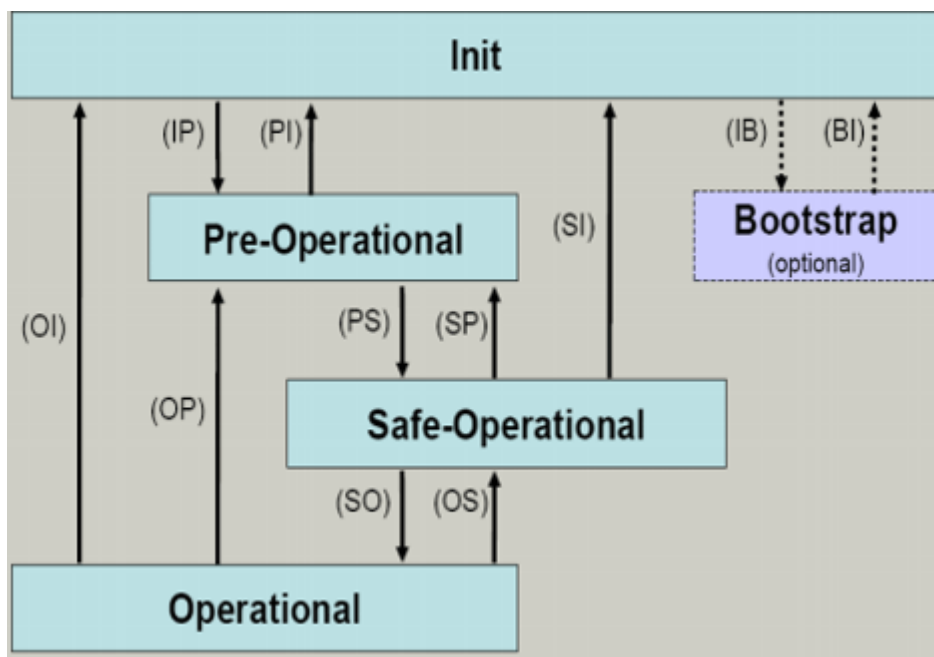 Init
(IP)
(PI)
(IB)
(BI)
Pre-Operational
(SI)
Bootstrap
(optional)
(OI)
(PS)
(SP)
(OP)
Safe-Operational
(SO)
(OS)
Operational